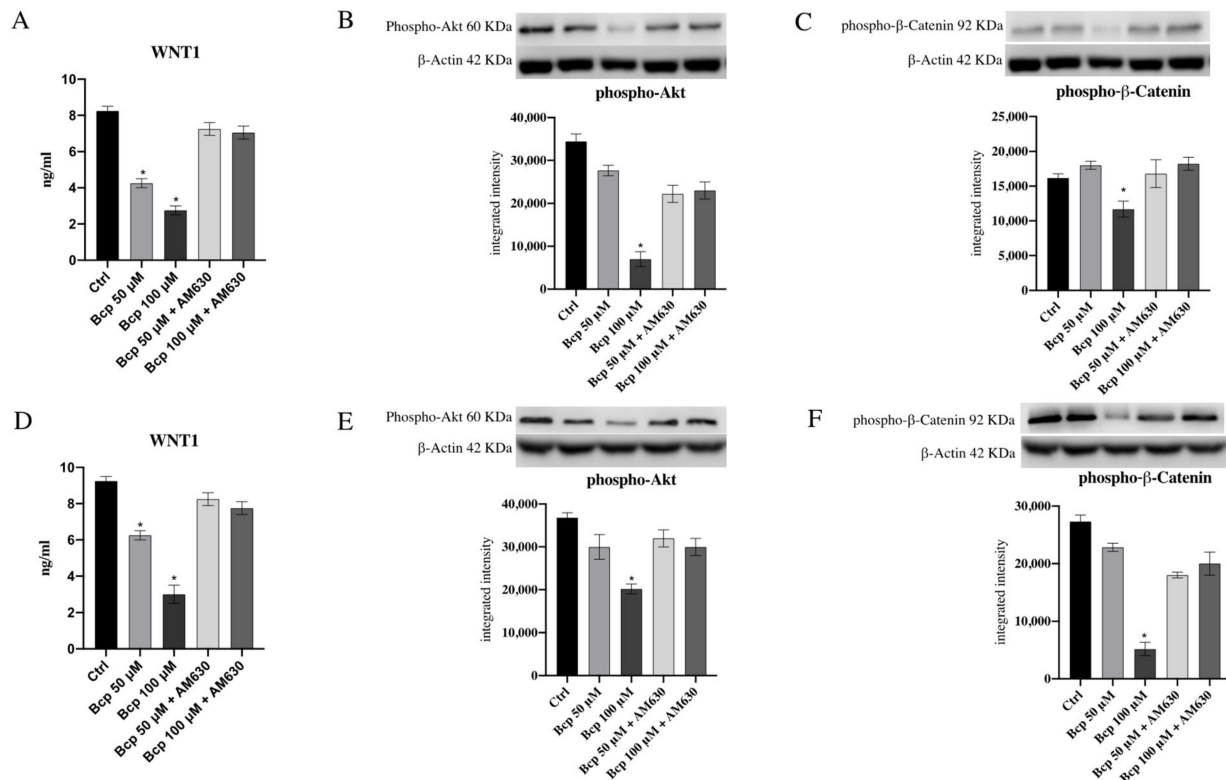 A
WNT1
ng/ml
10
8
6
4
2
0
Ctrl
Bcp 50 µM
Bcp 100 µM
Bcp 50 µM + AM630
Bcp 100 µM + AM630
B
Phospho-Akt 60 KDa
β-Actin 42 KDa
phospho-Akt
integrated intensity
40,000
30,000
20,000
10,000
0
Ctrl
Bcp 50 µM
*
Bcp 100 µM
Bcp 50 µM + AM630
Bcp 100 µM + AM630
C
phospho-β-Catenin 92 KDa
β-Actin 42 KDa
phospho-β-Catenin
integrated intensity
25,000
20,000
15,000
10,000
5,000
0
*
Ctrl
Bcp 50 µM
Bcp 100 µM
Bcp 50 µM + AM630
Bcp 100 µM + AM630
D
WNT1
ng/ml
10
8
6
4
2
0
*
*
Ctrl
Bcp 50 µM
Bcp 100 µM
Bcp 50 µM + AM630
Bcp 100 µM + AM630
E
Phospho-Akt 60 KDa
β-Actin 42 KDa
phospho-Akt
integrated intensity
40,000
30,000
20,000
10,000
0
*
Ctrl
Bcp 50 µM
Bcp 100 µM
Bcp 50 µM + AM630
Bcp 100 µM + AM630
F
phospho-β-Catenin 92 KDa
β-Actin 42 KDa
phospho-β-Catenin
integrated intensity
30,000
20,000
10,000
0
*
Ctrl
Bcp 50 µM
Bcp 100 µM
Bcp 50 µM + AM630
Bcp 100 µM + AM630